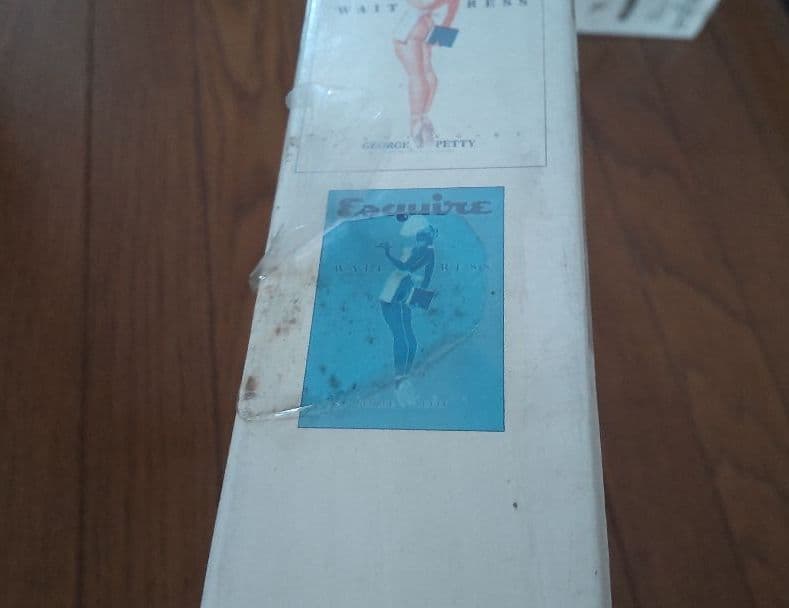 WAIT RESS
GEORGE PETTY
Esquire
WAIT RESS